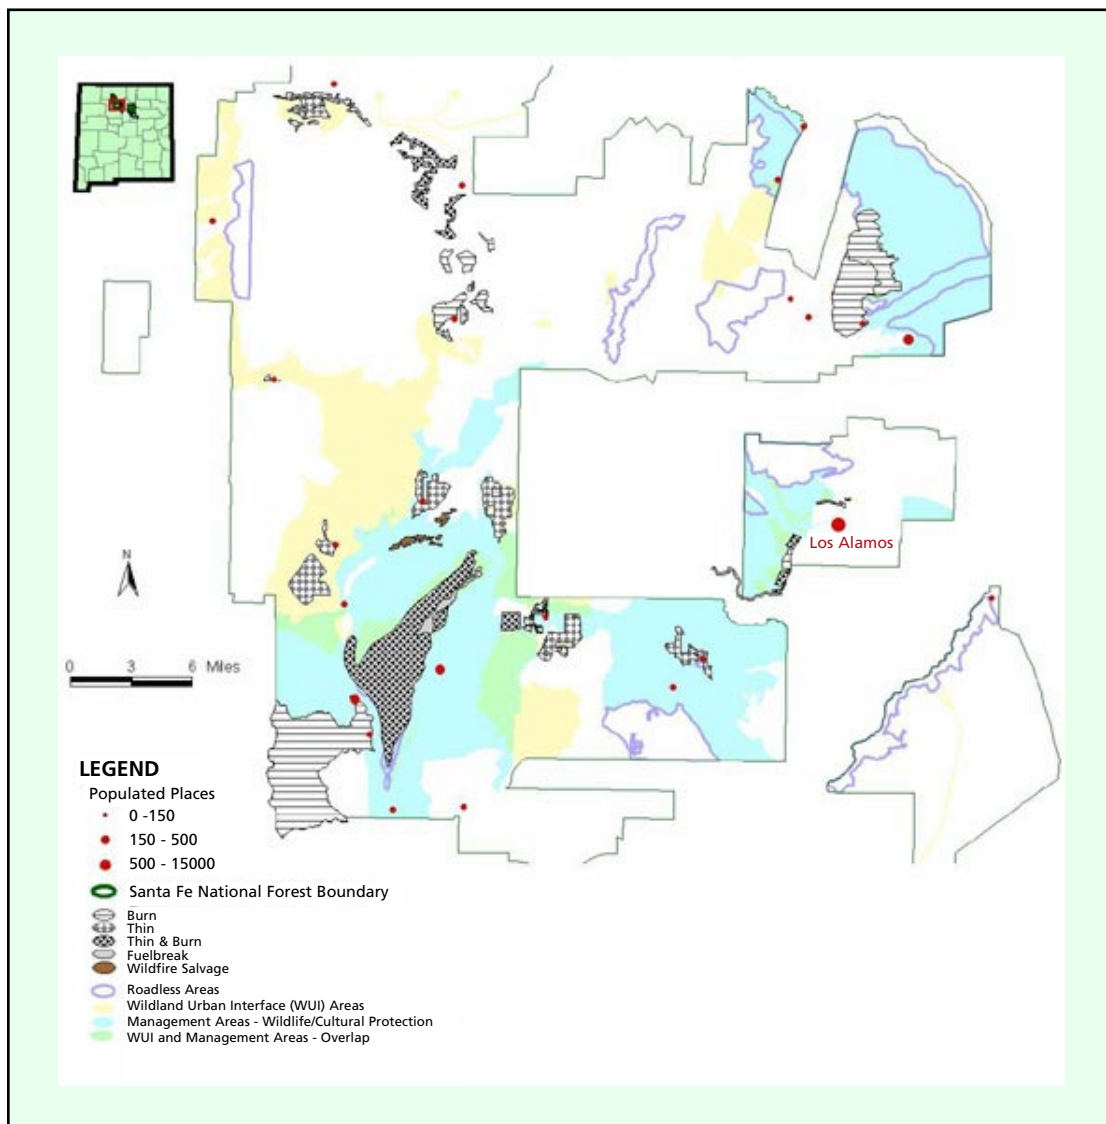 Los Alamos
N
0 3 6 Miles
LEGEND
Populated Places
0 -150
150 - 500
500 - 15000
Santa Fe National Forest Boundary
Burn
Thin
Thin & Burn
Fuelbreak
Wildfire Salvage
Roadless Areas
Wildland Urban Interface (WUI) Areas
Management Areas - Wildlife/Cultural Protection
WUI and Management Areas - Overlap